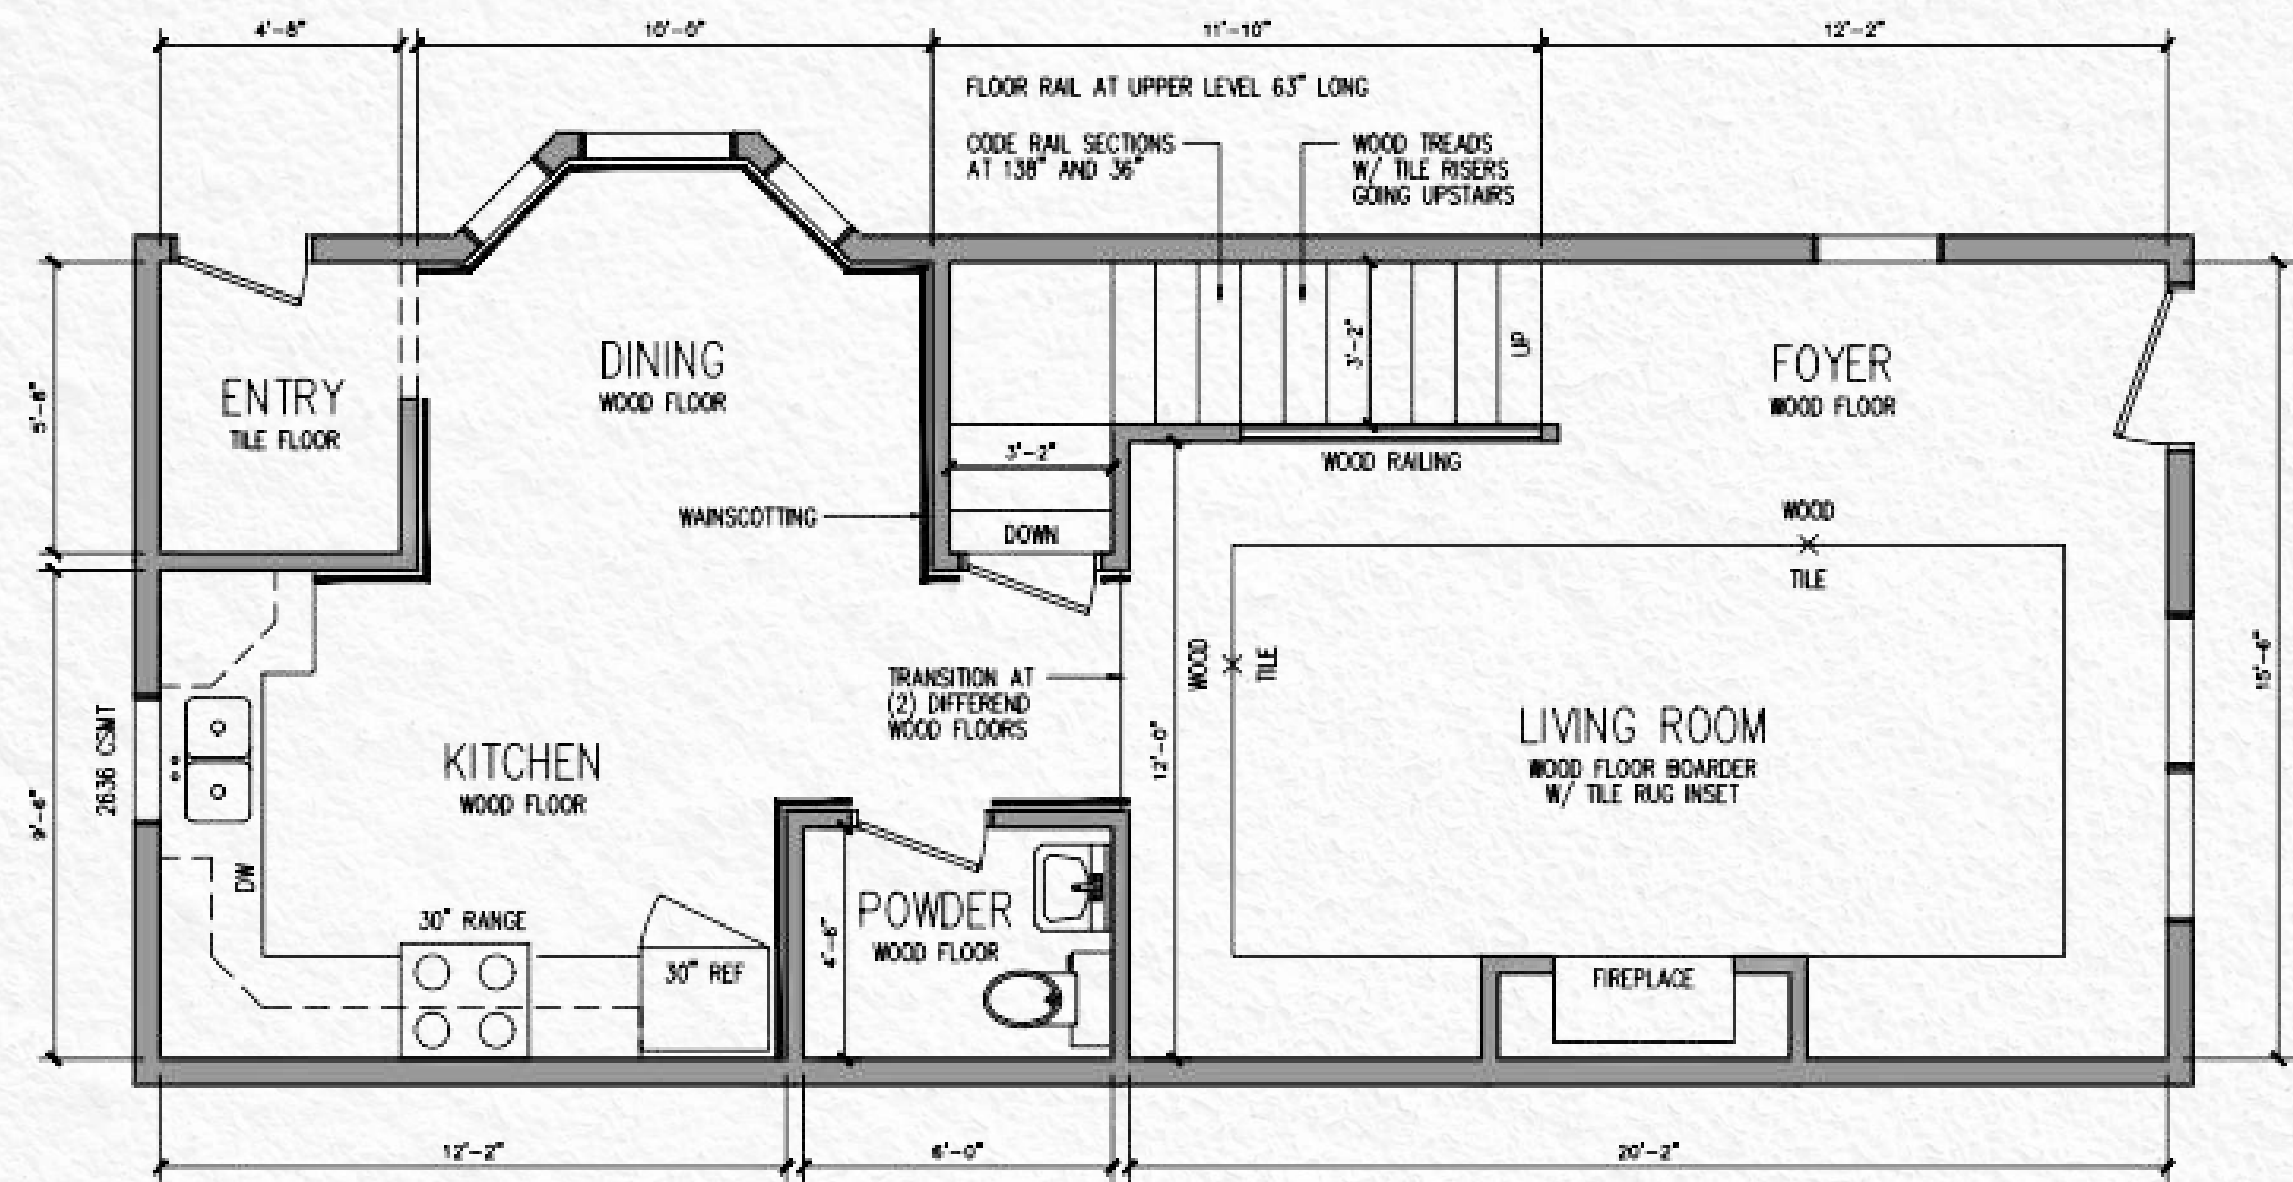 4'-8"
10'-0"
11'-10"
12'-2"
FLOOR RAIL AT UPPER LEVEL 63" LONG
CODE RAIL SECTIONS
AT 138" AND 36"
WOOD TREADS
W/ TILE RISERS
GOING UPSTAIRS
5'-8"
ENTRY
TILE FLOOR
DINING
WOOD FLOOR
3'-2"
UP
FOYER
WOOD FLOOR
3'-2"
WOOD RAILING
WAINSCOTTING
DOWN
WOOD
TILE
WOOD
TILE
15'-6"
TRANSITION AT
(2) DIFFEREND
WOOD FLOORS
12'-0"
LIVING ROOM
WOOD FLOOR BOARDER
W/ TILE RUG INSET
2636 CSMT
9'-6"
KITCHEN
WOOD FLOOR
DW
30" RANGE
30" REF
4'-6"
POWDER
WOOD FLOOR
FIREPLACE
12'-2"
6'-0"
20'-2"